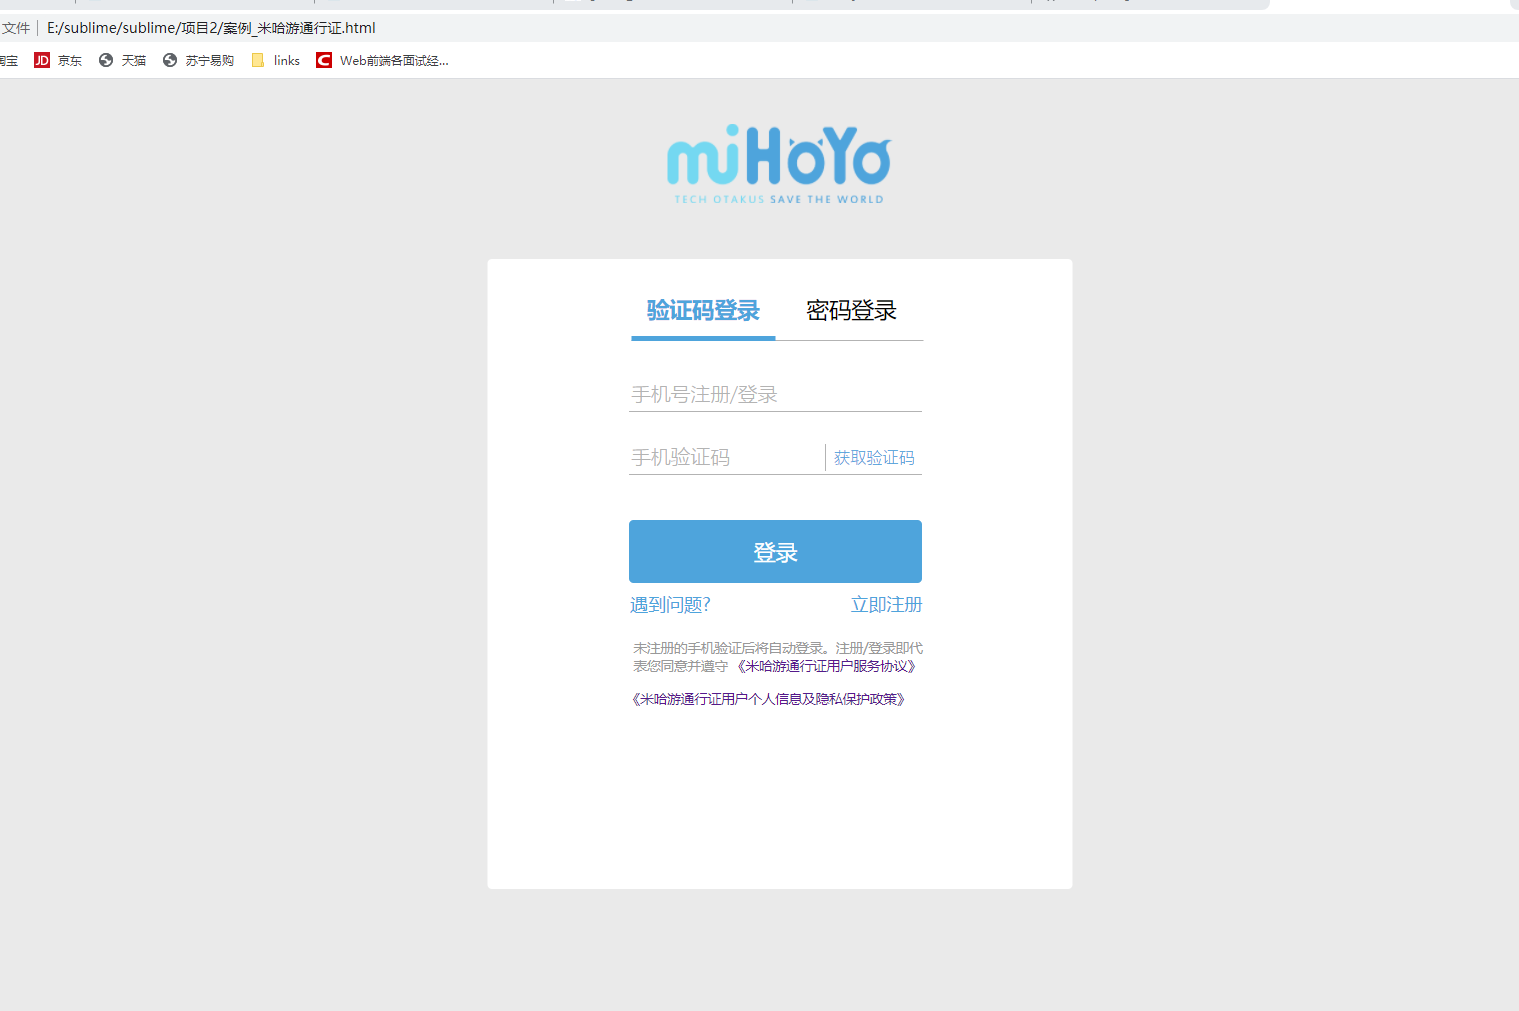 文件 E:/sublime/sublime/项目2/案例_米哈游通行证.html
淘宝 JD 京东 天猫 苏宁易购 links C Web前端各面试经...
miHoYo
TECH OTAKUS SAVE THE WORLD
验证码登录 密码登录
手机号注册/登录
手机验证码 获取验证码
登录
遇到问题? 立即注册
未注册的手机验证后将自动登录。注册/登录即代
表您同意并遵守 《米哈游通行证用户服务协议》
《米哈游通行证用户个人信息及隐私保护政策》